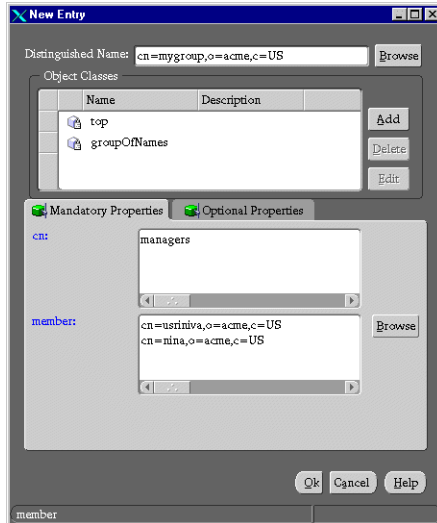 New Entry
Distinguished Name: cn=mygroup,o=acme,c=US Browse
Object Classes
Name Description
top
groupOfNames
Add
Delete
Edit
Mandatory Properties Optional Properties
cn: managers
member: cn=usriniva,o=acme,c=US Browse
cn=nina,o=acme,c=US
Ok Cancel Help
member